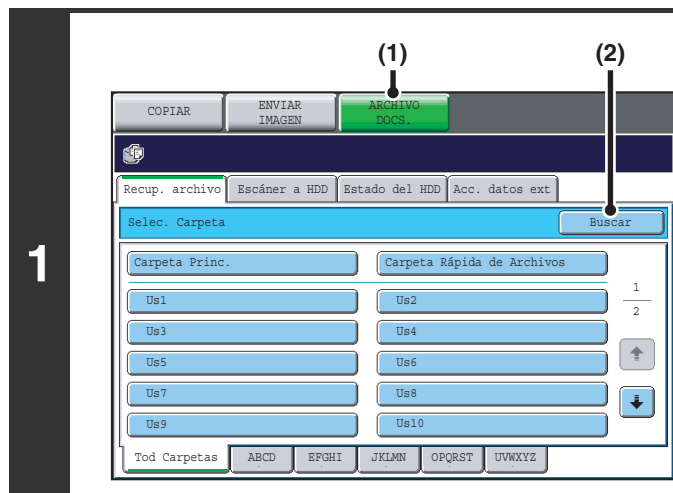 (1) (2)
COPIAR
ENVIAR
IMAGEN
ARCHIVO
DOCS.
Recup. archivo Escáner a HDD Estado del HDD Acc. datos ext
Selec. Carpeta Buscar
1
Carpeta Princ. Carpeta Rápida de Archivos
Us1 Us2
1
2
Us3 Us4
Us5 Us6
Us7 Us8
Us9 Us10
Tod Carpetas ABCD EFGHI JKLMN OPQRST UVWXYZ